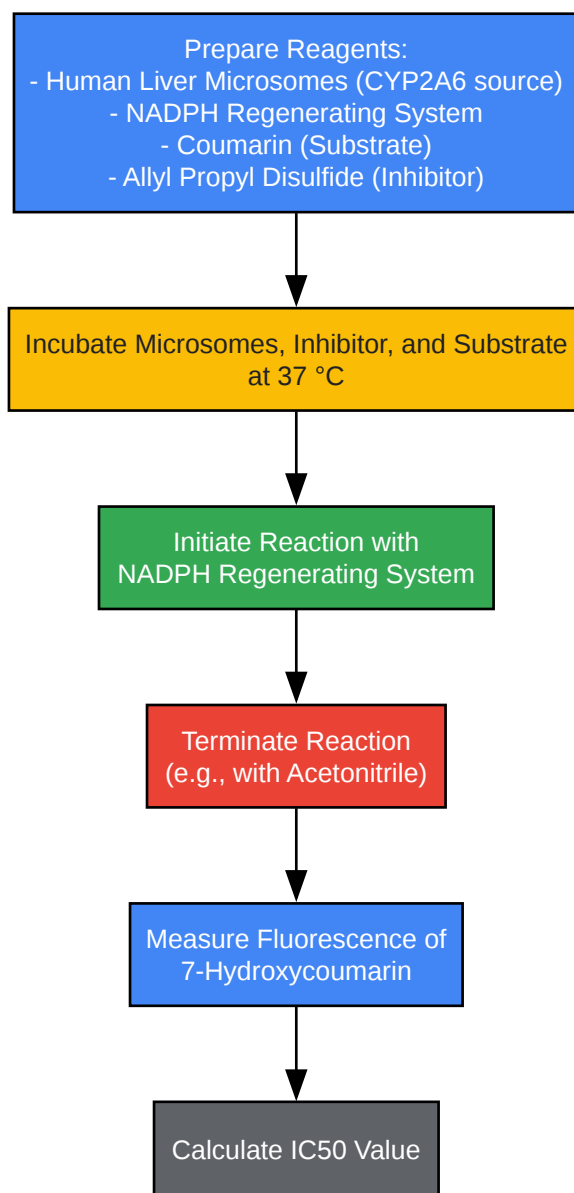 Prepare Reagents:
- Human Liver Microsomes (CYP2A6 source)
- NADPH Regenerating System
- Coumarin (Substrate)
- Allyl Propyl Disulfide (Inhibitor)
Incubate Microsomes, Inhibitor, and Substrate
at 37 °C
Initiate Reaction with
NADPH Regenerating System
Terminate Reaction
(e.g., with Acetonitrile)
Measure Fluorescence of
7-Hydroxycoumarin
Calculate IC50 Value